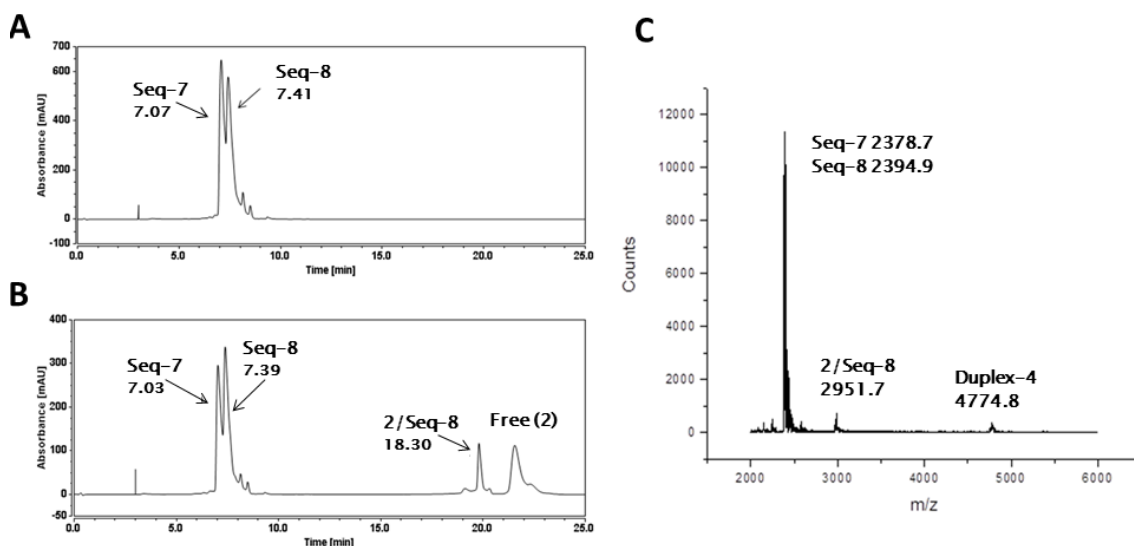 A
Absorbance [mAU]
700
600
400
200
0
-100
Seq-7
7.07
Seq-8
7.41
0.0
5.0
10.0
15.0
20.0
25.0
Time [min]
B
Absorbance [mAU]
400
300
200
100
0
-50
Seq-7
7.03
Seq-8
7.39
2/Seq-8
18.30
Free (2)
0.0
5.0
10.0
15.0
20.0
25.0
Time [min]
C
Counts
12000
10000
8000
6000
4000
2000
0
Seq-7 2378.7
Seq-8 2394.9
2/Seq-8
2951.7
Duplex-4
4774.8
2000
3000
4000
5000
6000
m/z